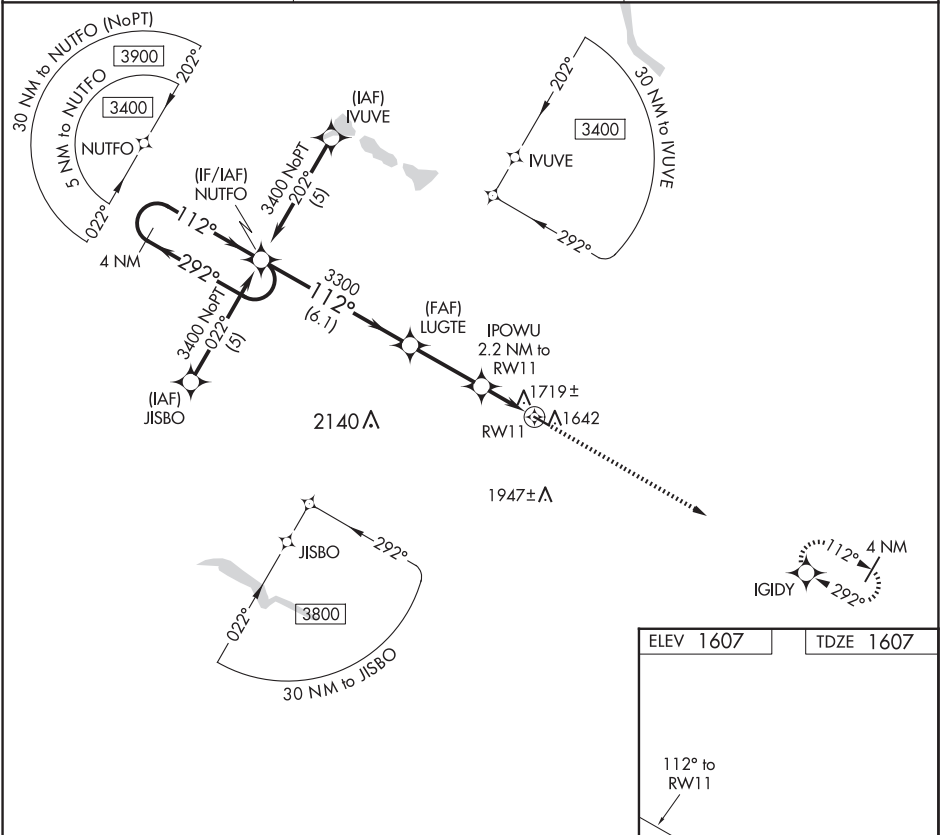 30 NM to NUTFO (NoPT)
3900
202°
5 NM to NUTFO
3400
NUTFO
022°
(IAF)
IVUVE
3400 NoPT
202°
(5)
(IF/IAF)
NUTFO
112°
4 NM
292°
3400 NoPT
022°
(5)
(IAF)
JISBO
202°
30 NM to IVUVE
3400
IVUVE
292°
3300
112°
(6.1)
(FAF)
LUGTE
IPOWU
2.2 NM to
RW11
1719±
1642
RW11
2140
1947±
JISBO
292°
022°
3800
30 NM to JISBO
112°
4 NM
IGIDY
292°
ELEV 1607
TDZE 1607
112° to
RW11